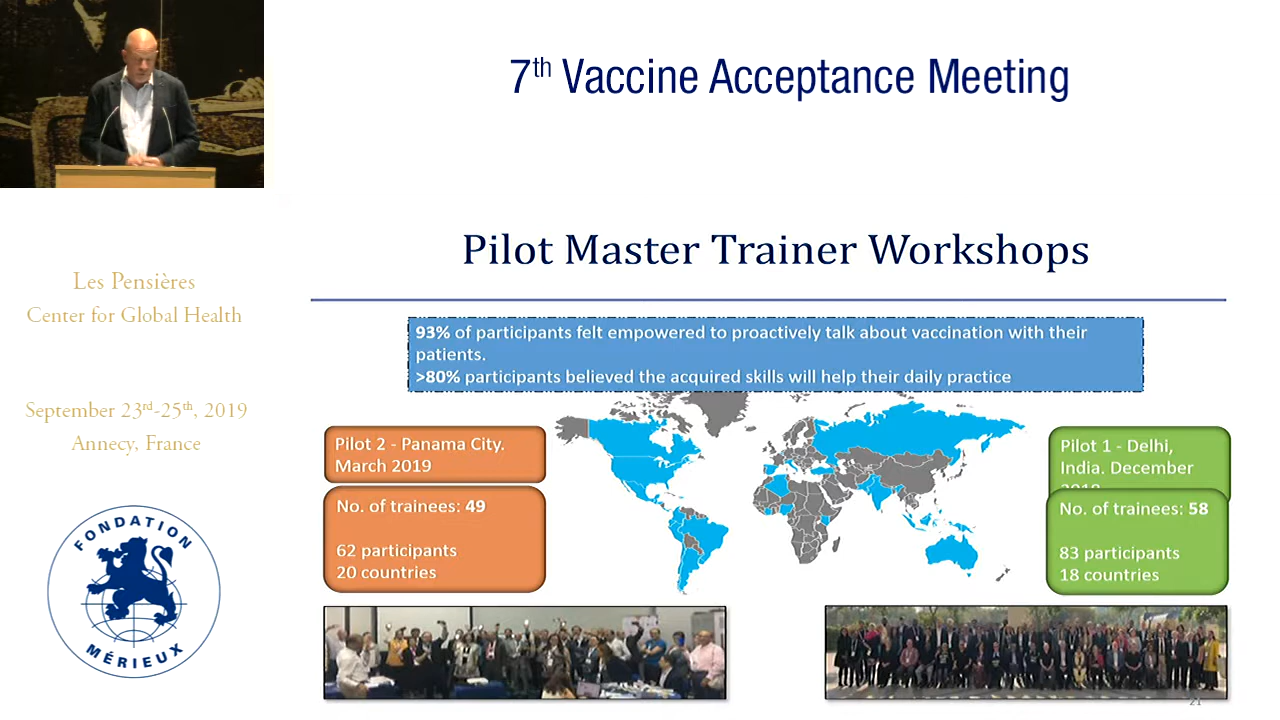 7th Vaccine Acceptance Meeting
Pilot Master Trainer Workshops
Les Pensières
Center for Global Health
September 23rd-25th, 2019
Annecy, France
FONDATION
MÉRIEUX
93% of participants felt empowered to proactively talk about vaccination with their
patients.
>80% participants believed the acquired skills will help their daily practice
Pilot 2 - Panama City.
March 2019
No. of trainees: 49
62 participants
20 countries
Pilot 1 - Delhi,
India. December
No. of trainees: 58
83 participants
18 countries
21